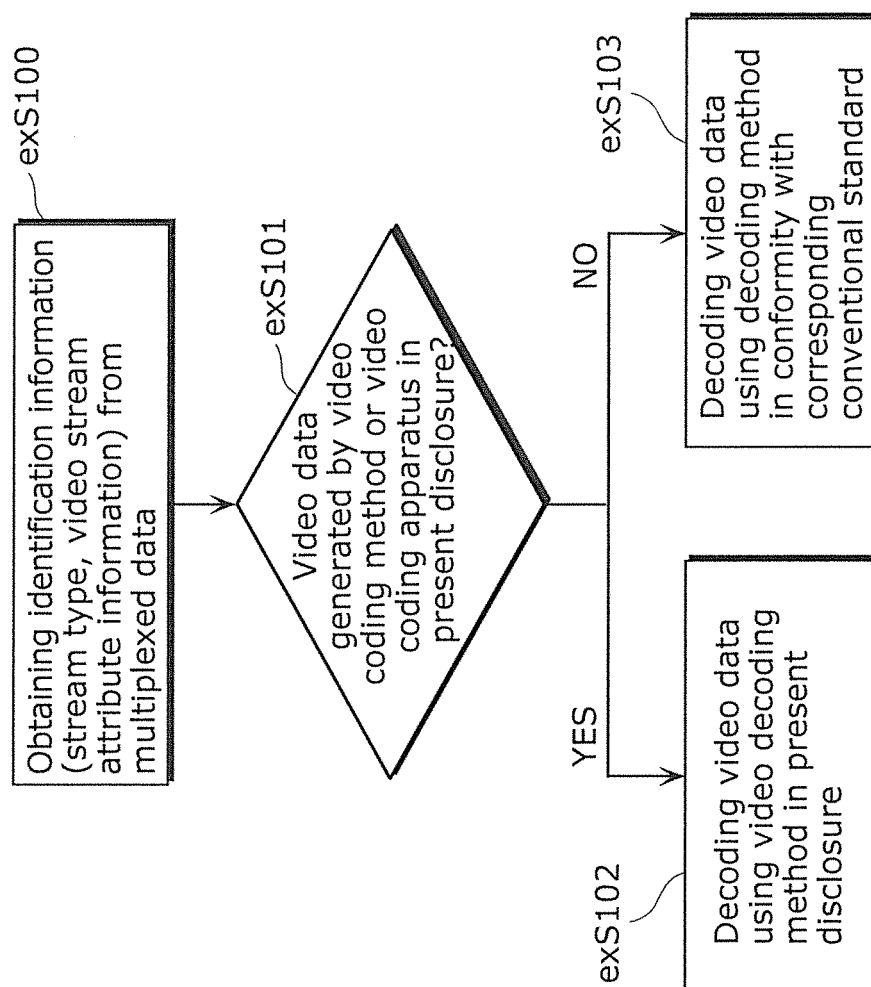 exS100
Obtaining identification information
(stream type, video stream
attribute information) from
multiplexed data
exS101
Video data
generated by video
coding method or video
coding apparatus in
present disclosure?
YES
NO
exS102
Decoding video data
using video decoding
method in present
disclosure
exS103
Decoding video data
using decoding method
in conformity with
corresponding
conventional standard